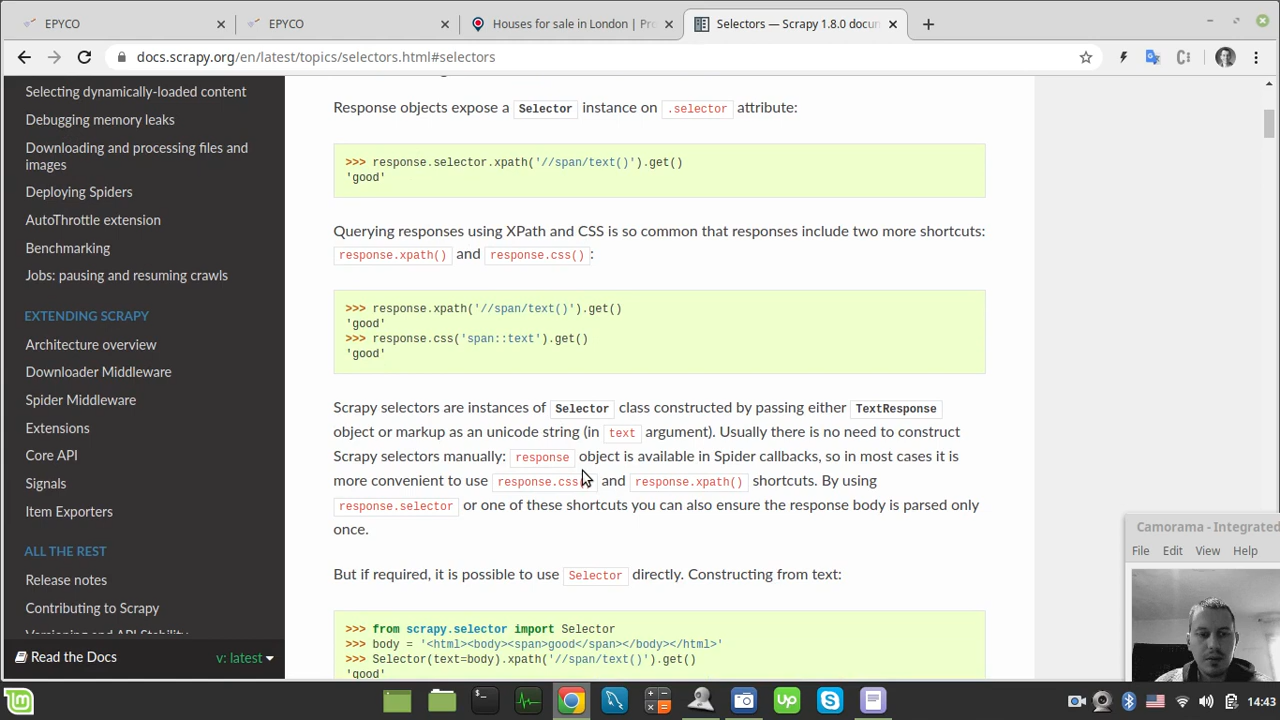 EPYCO
EPYCO
Houses for sale in London | Pro
Selectors — Scrapy 1.8.0 docum
docs.scrapy.org/en/latest/topics/selectors.html#selectors
Selecting dynamically-loaded content
Debugging memory leaks
Downloading and processing files and
images
Deploying Spiders
AutoThrottle extension
Benchmarking
Jobs: pausing and resuming crawls
EXTENDING SCRAPY
Architecture overview
Downloader Middleware
Spider Middleware
Extensions
Core API
Signals
Item Exporters
ALL THE REST
Release notes
Contributing to Scrapy
Versioning and API Stability
Read the Docs
v: latest
Response objects expose a Selector instance on .selector attribute:
>>> response.selector.xpath('//span/text()').get()
'good'
Querying responses using XPath and CSS is so common that responses include two more shortcuts:
response.xpath() and response.css():
>>> response.xpath('//span/text()').get()
'good'
>>> response.css('span::text').get()
'good'
Scrapy selectors are instances of Selector class constructed by passing either TextResponse
object or markup as an unicode string (in text argument). Usually there is no need to construct
Scrapy selectors manually: response object is available in Spider callbacks, so in most cases it is
more convenient to use response.css() and response.xpath() shortcuts. By using
response.selector or one of these shortcuts you can also ensure the response body is parsed only
once.
But if required, it is possible to use Selector directly. Constructing from text:
>>> from scrapy.selector import Selector
>>> body = '<html><body><span>good</span></body></html>'
>>> Selector(text=body).xpath('//span/text()').get()
'good'
Camorama - Integrated
File Edit View Help
14:43